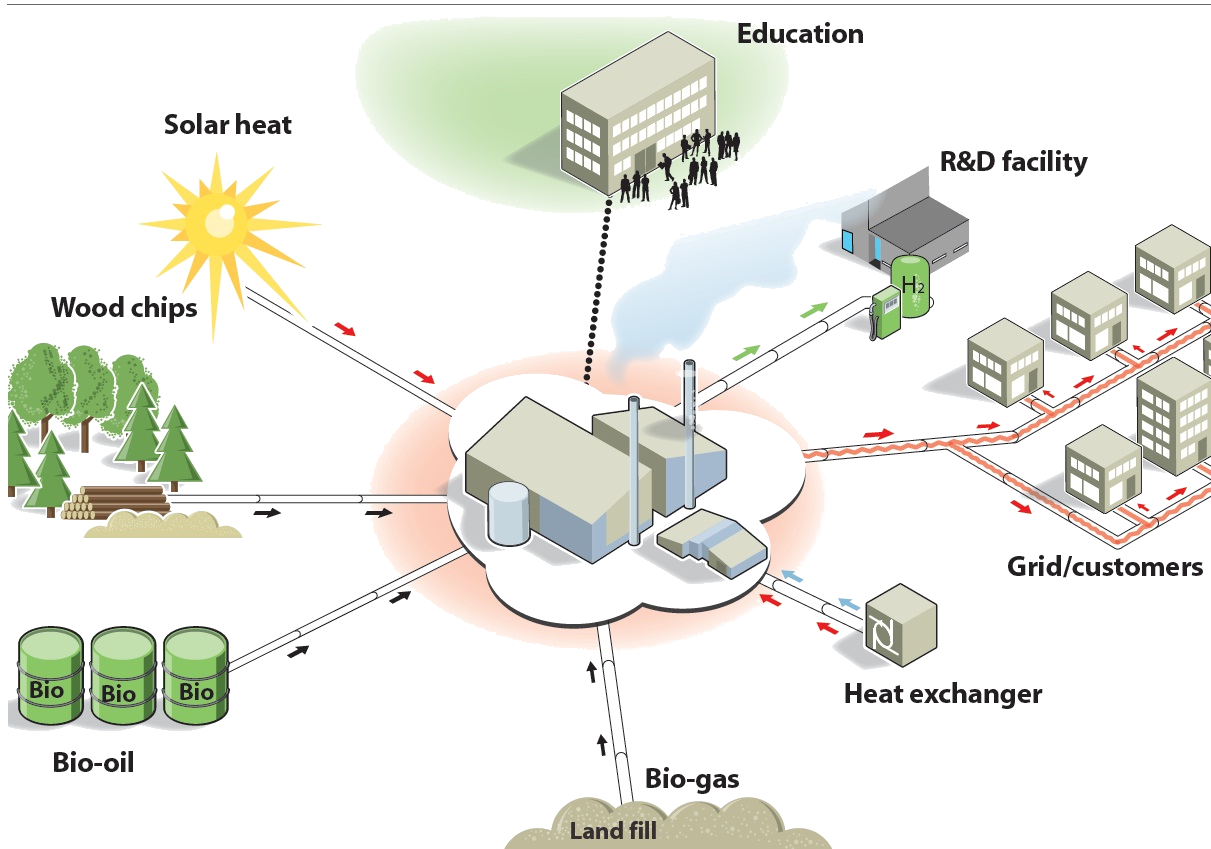 Education
Solar heat
R&D facility
H2
Wood chips
Grid/customers
Bio
Bio
Bio
Heat exchanger
Bio-oil
Bio-gas
Land fill